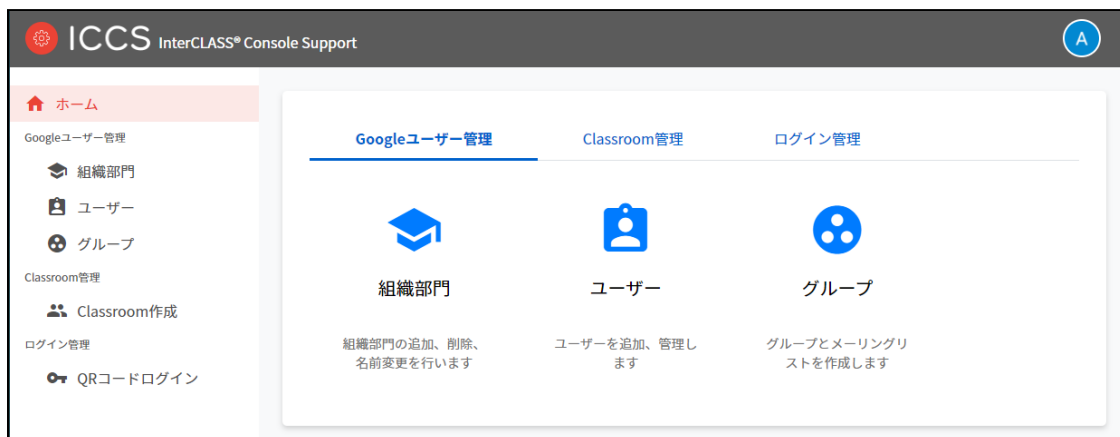 ICCS InterCLASS® Console Support
A
ホーム
Googleユーザー管理
組織部門
ユーザー
グループ
Classroom管理
Classroom作成
ログイン管理
QRコードログイン
Googleユーザー管理 Classroom管理 ログイン管理
組織部門
組織部門の追加、削除、
名前変更を行います
ユーザー
ユーザーを追加、管理し
ます
グループ
グループとメーリングリ
ストを作成します